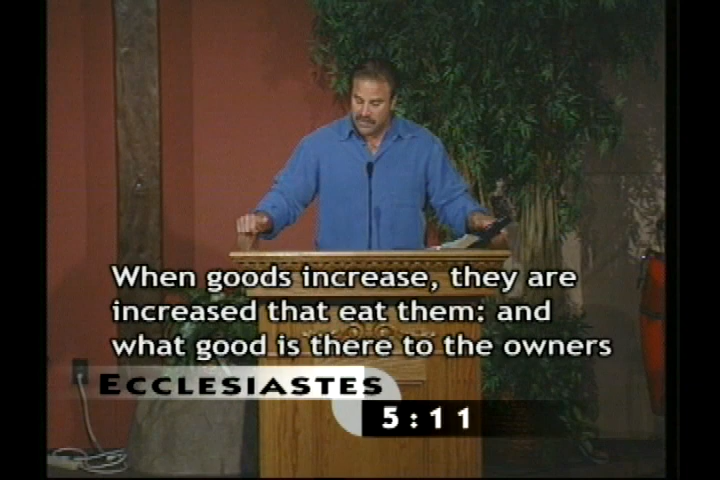 When goods increase, they are
increased that eat them: and
what good is there to the owners
ECCLESIASTES
5:11